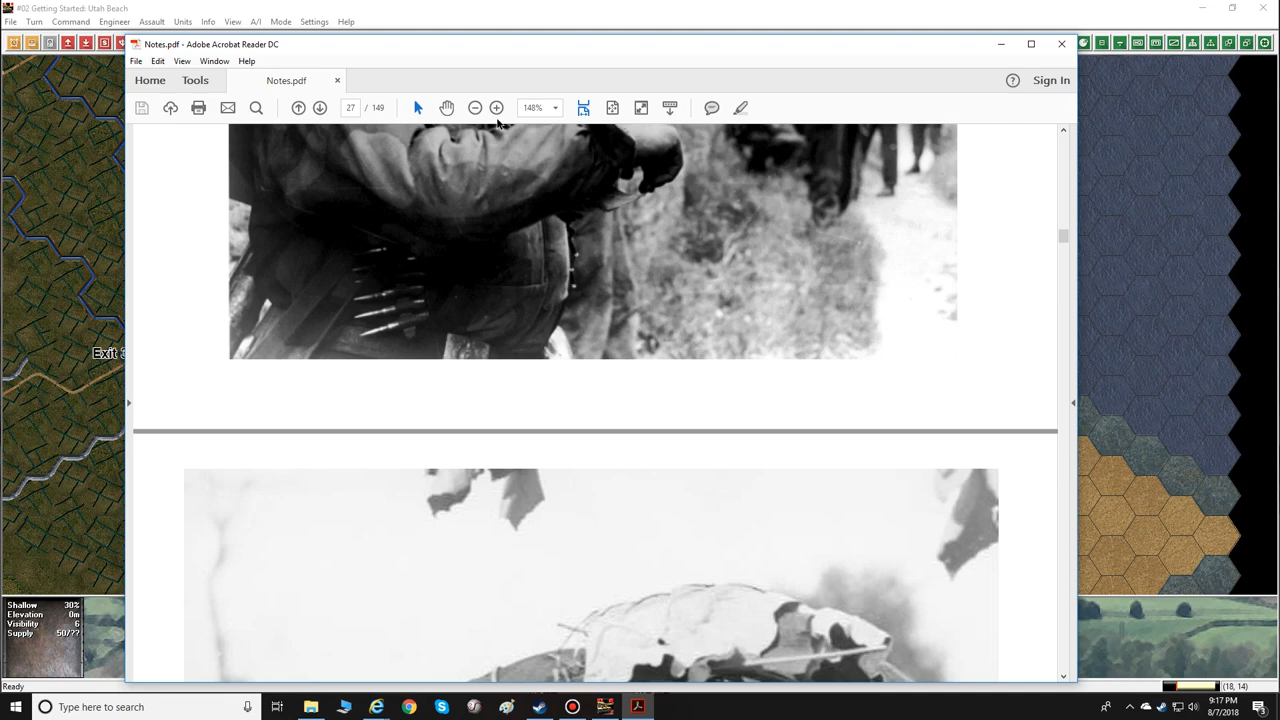 #02 Getting Started: Utah Beach
File Turn Command Engineer Assault Units Info View A/I Mode Settings Help
Notes.pdf - Adobe Acrobat Reader DC
File Edit View Window Help
Home Tools Notes.pdf × Sign In
27 / 149 148%
Exit
Shallow 30%
Elevation 0m
Visibility 6
Supply 50/??
Ready (18, 14)
Type here to search
9:17 PM
8/7/2018